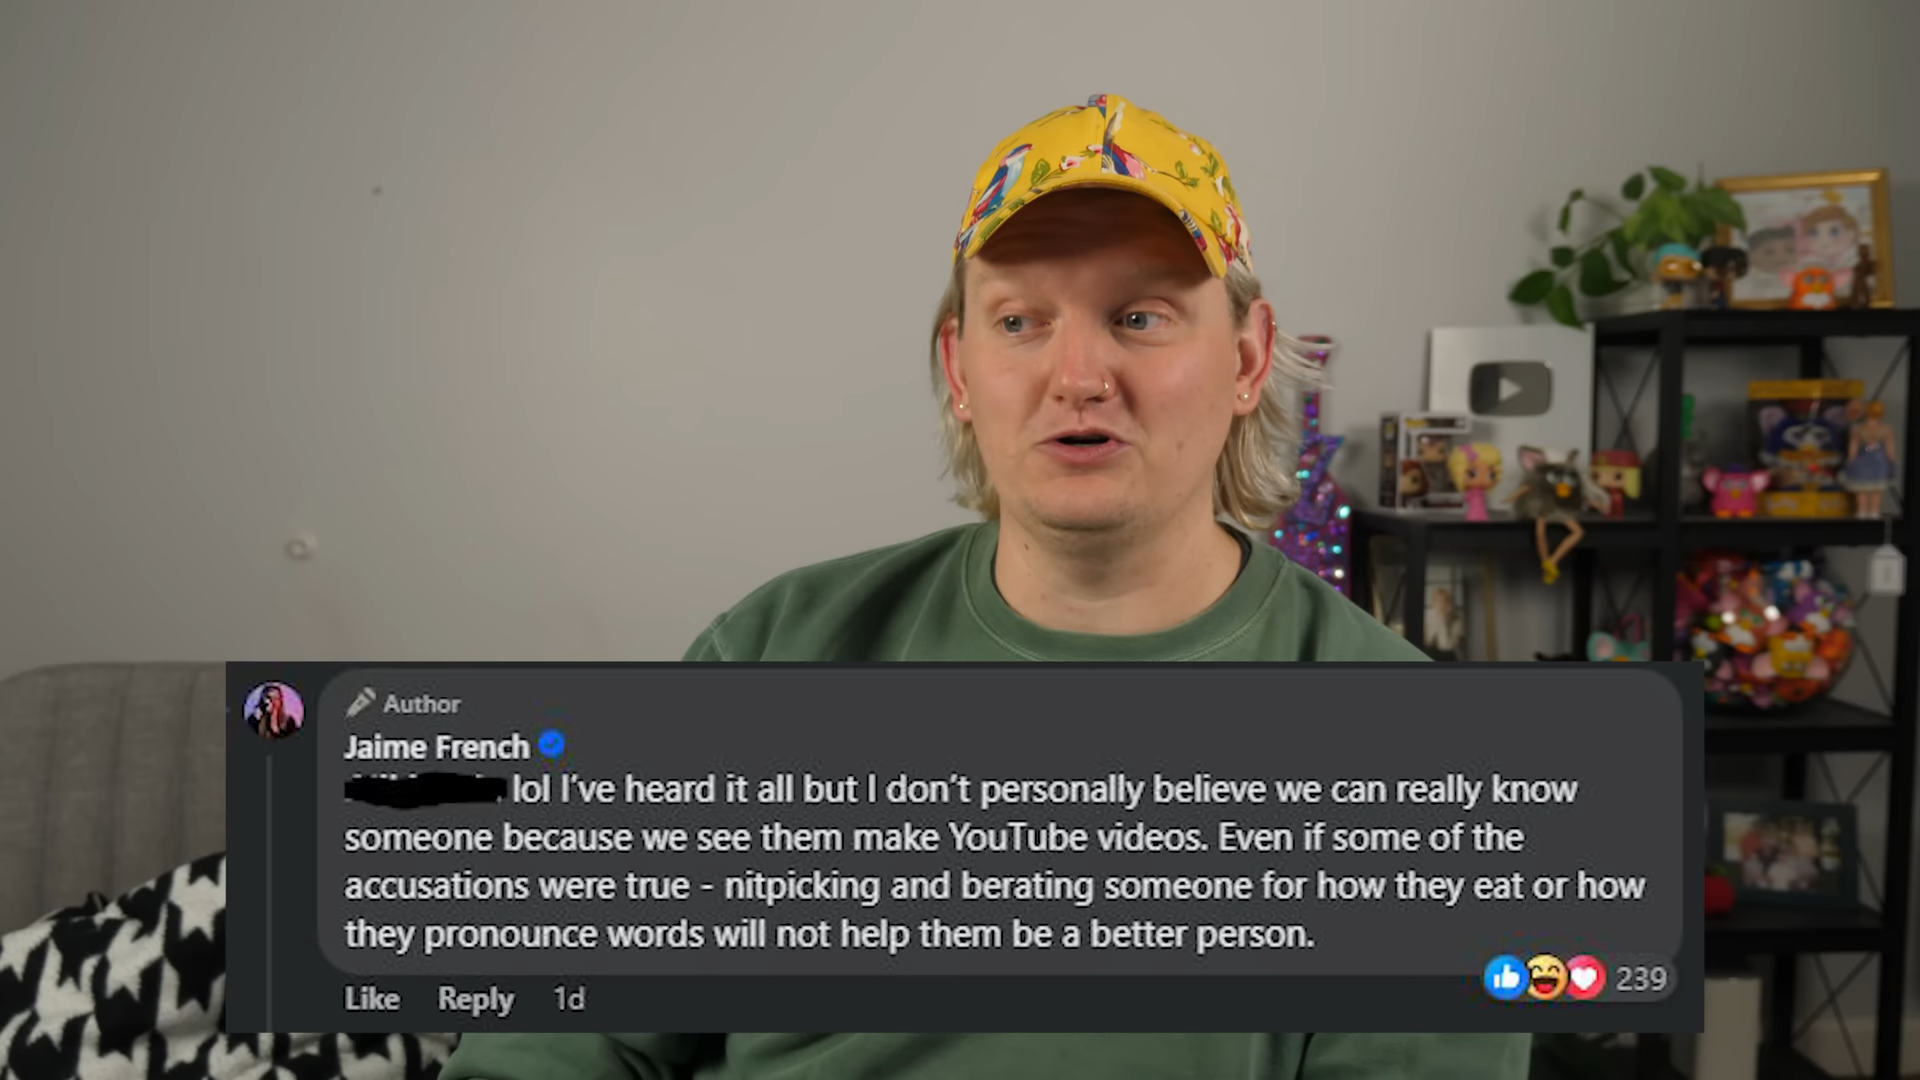 Author
Jaime French
lol I've heard it all but I don't personally believe we can really know
someone because we see them make YouTube videos. Even if some of the
accusations were true - nitpicking and berating someone for how they eat or how
they pronounce words will not help them be a better person.
239
Like Reply 1d